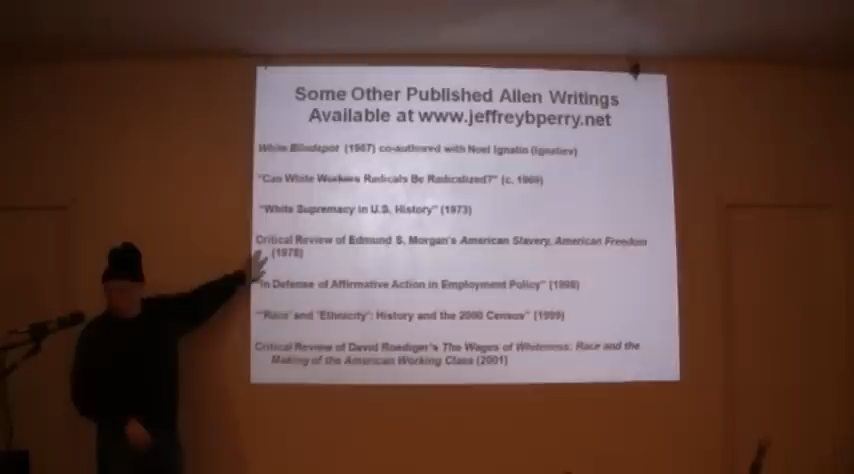 Some Other Published Allen Writings
Available at www.jeffreybperry.net
White Blindspot (1967) co-authored with Noel Ignatin (Ignatiev)
"Can White Workers Radicals Be Radicalized?" (c. 1969)
"White Supremacy in U.S. History" (1973)
Critical Review of Edmund S. Morgan's American Slavery, American Freedom
(1978)
"In Defense of Affirmative Action in Employment Policy" (1998)
"'Race' and 'Ethnicity': History and the 2000 Census" (1999)
Critical Review of David Roediger's The Wages of Whiteness: Race and the
Making of the American Working Class (2001)